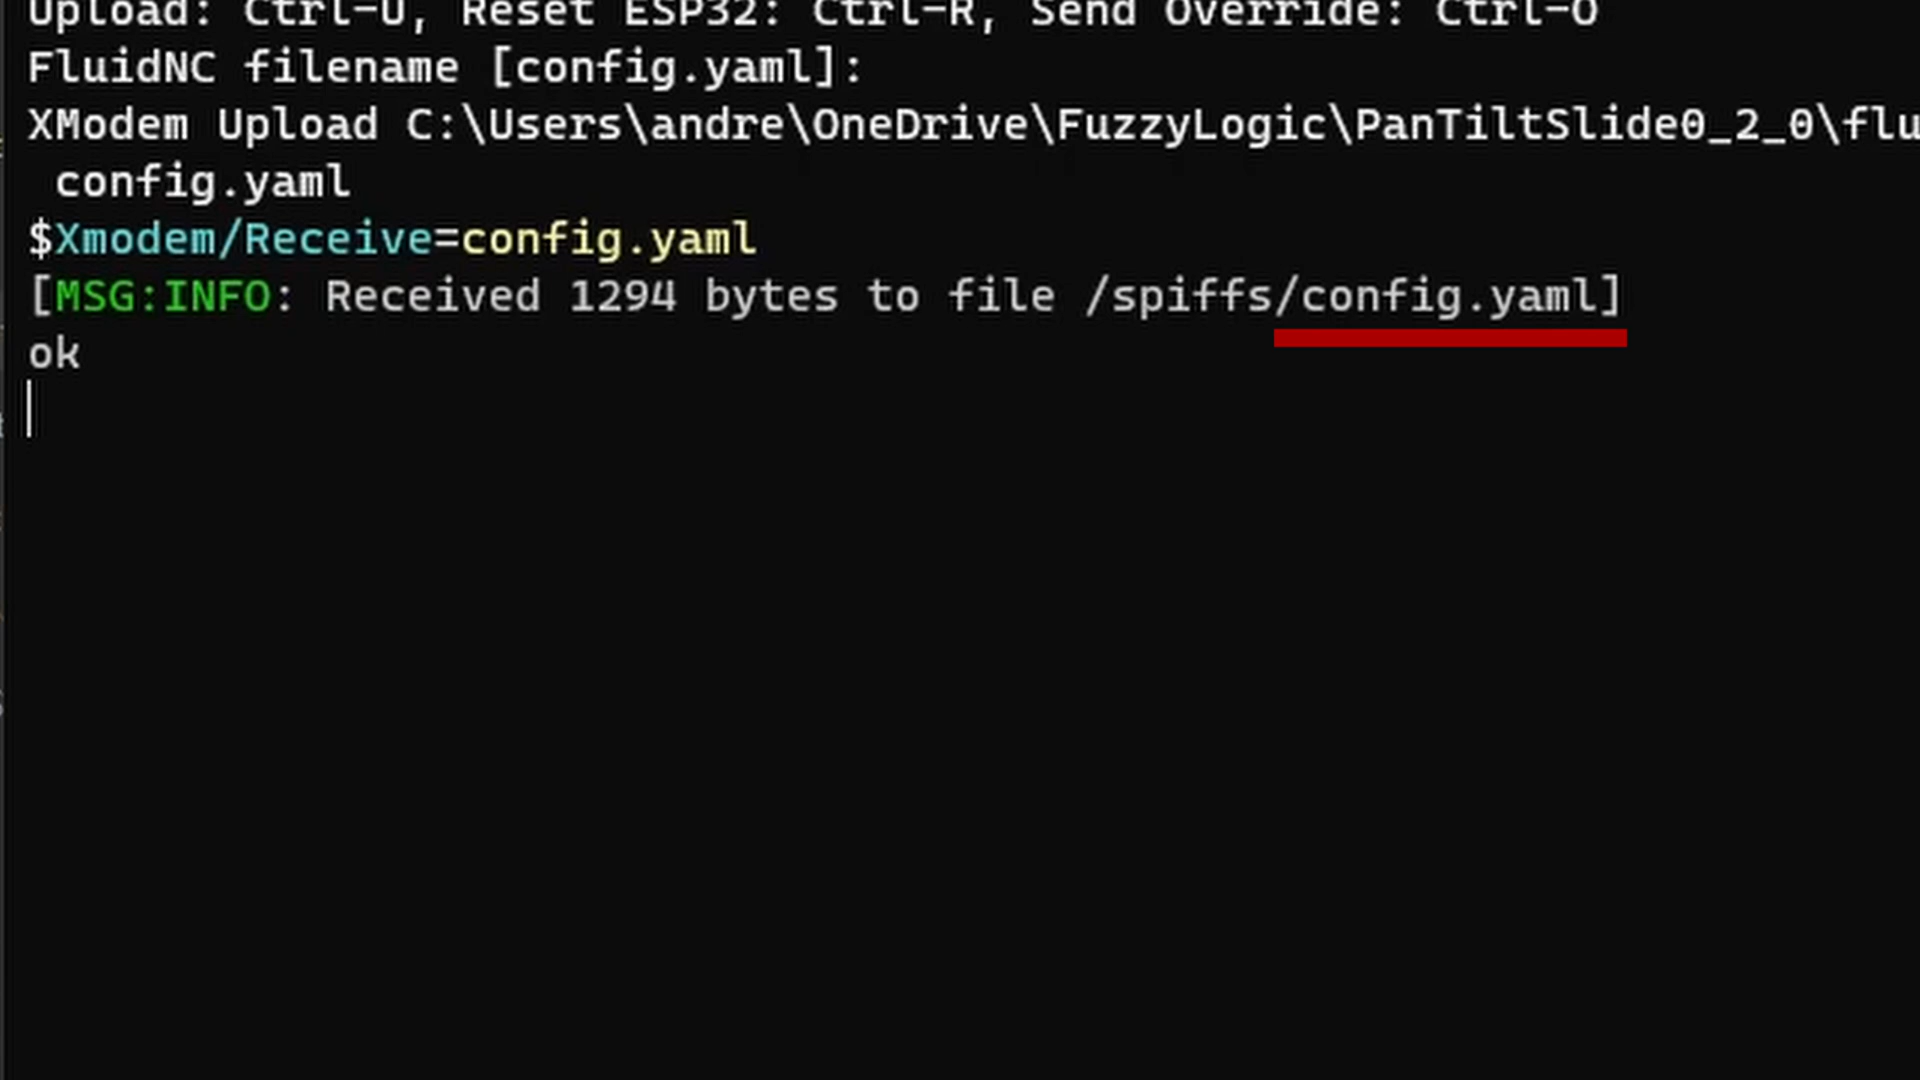 Upload: Ctrl-U, Reset ESP32: Ctrl-R, Send Override: Ctrl-O
FluidNC filename [config.yaml]:
XModem Upload C:\Users\andre\OneDrive\FuzzyLogic\PanTiltSlide0_2_0\flu
config.yaml
$Xmodem/Receive=config.yaml
[MSG:INFO: Received 1294 bytes to file /spiffs/config.yaml]
ok